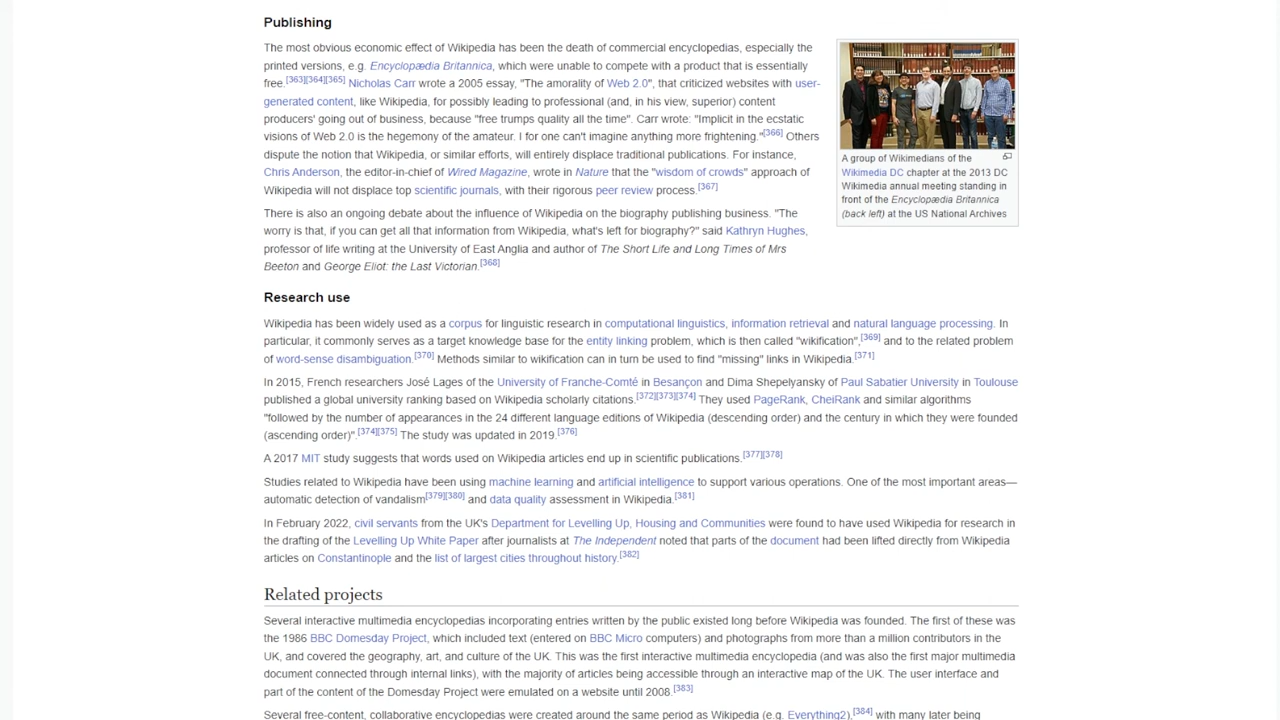 Publishing
The most obvious economic effect of Wikipedia has been the death of commercial encyclopedias, especially the
printed versions, e.g. Encyclopædia Britannica, which were unable to compete with a product that is essentially
free.[363][364][365] Nicholas Carr wrote a 2005 essay, "The amorality of Web 2.0", that criticized websites with user-
generated content, like Wikipedia, for possibly leading to professional (and, in his view, superior) content
producers' going out of business, because "free trumps quality all the time". Carr wrote: "Implicit in the ecstatic
visions of Web 2.0 is the hegemony of the amateur. I for one can't imagine anything more frightening."[366] Others
dispute the notion that Wikipedia, or similar efforts, will entirely displace traditional publications. For instance,
Chris Anderson, the editor-in-chief of Wired Magazine, wrote in Nature that the "wisdom of crowds" approach of
Wikipedia will not displace top scientific journals, with their rigorous peer review process.[367]
There is also an ongoing debate about the influence of Wikipedia on the biography publishing business. "The
worry is that, if you can get all that information from Wikipedia, what's left for biography?" said Kathryn Hughes,
professor of life writing at the University of East Anglia and author of The Short Life and Long Times of Mrs
Beeton and George Eliot: the Last Victorian.[368]
A group of Wikimedians of the
Wikimedia DC chapter at the 2013 DC
Wikimedia annual meeting standing in
front of the Encyclopædia Britannica
(back left) at the US National Archives
Research use
Wikipedia has been widely used as a corpus for linguistic research in computational linguistics, information retrieval and natural language processing. In
particular, it commonly serves as a target knowledge base for the entity linking problem, which is then called "wikification",[369] and to the related problem
of word-sense disambiguation.[370] Methods similar to wikification can in turn be used to find "missing" links in Wikipedia.[371]
In 2015, French researchers José Lages of the University of Franche-Comté in Besançon and Dima Shepelyansky of Paul Sabatier University in Toulouse
published a global university ranking based on Wikipedia scholarly citations.[372][373][374] They used PageRank, CheiRank and similar algorithms
"followed by the number of appearances in the 24 different language editions of Wikipedia (descending order) and the century in which they were founded
(ascending order)".[374][375] The study was updated in 2019.[376]
A 2017 MIT study suggests that words used on Wikipedia articles end up in scientific publications.[377][378]
Studies related to Wikipedia have been using machine learning and artificial intelligence to support various operations. One of the most important areas—
automatic detection of vandalism[379][380] and data quality assessment in Wikipedia.[381]
In February 2022, civil servants from the UK's Department for Levelling Up, Housing and Communities were found to have used Wikipedia for research in
the drafting of the Levelling Up White Paper after journalists at The Independent noted that parts of the document had been lifted directly from Wikipedia
articles on Constantinople and the list of largest cities throughout history.[382]
Related projects
Several interactive multimedia encyclopedias incorporating entries written by the public existed long before Wikipedia was founded. The first of these was
the 1986 BBC Domesday Project, which included text (entered on BBC Micro computers) and photographs from more than a million contributors in the
UK, and covered the geography, art, and culture of the UK. This was the first interactive multimedia encyclopedia (and was also the first major multimedia
document connected through internal links), with the majority of articles being accessible through an interactive map of the UK. The user interface and
part of the content of the Domesday Project were emulated on a website until 2008.[383]
Several free-content, collaborative encyclopedias were created around the same period as Wikipedia (e.g. Everything2),[384] with many later being